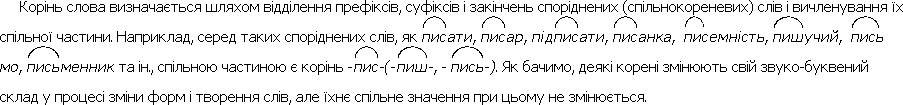 Корінь слова визначається шляхом відділення префіксів, суфіксів і закінчень споріднених (спільнокореневих) слів і вичленування їх
спільної частини. Наприклад, серед таких споріднених слів, як писати, писар, підписати, писанка, писемність, пишучий, пись
мо, письменник та ін., спільною частиною є корінь -пис-(-пиш-, - пись-). Як бачимо, деякі корені змінюють свій звуко-буквений
склад у процесі зміни форм і творення слів, але їхнє спільне значення при цьому не змінюється.